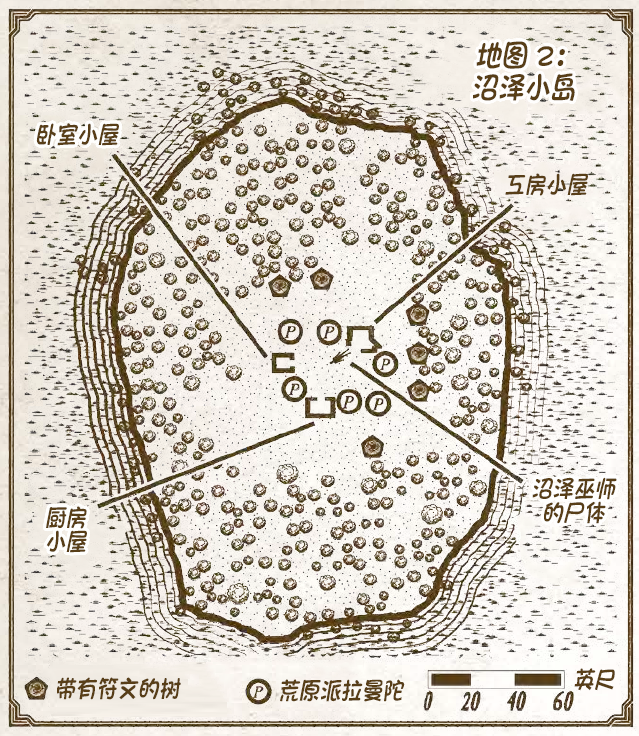 地图 2：
沼泽小岛
卧室小屋
工房小屋
P
P
P
P
P
P
沼泽巫师
的尸体
厨房
小屋
带有符文的树
P 荒原派拉曼陀
英尺
0 20 40 60